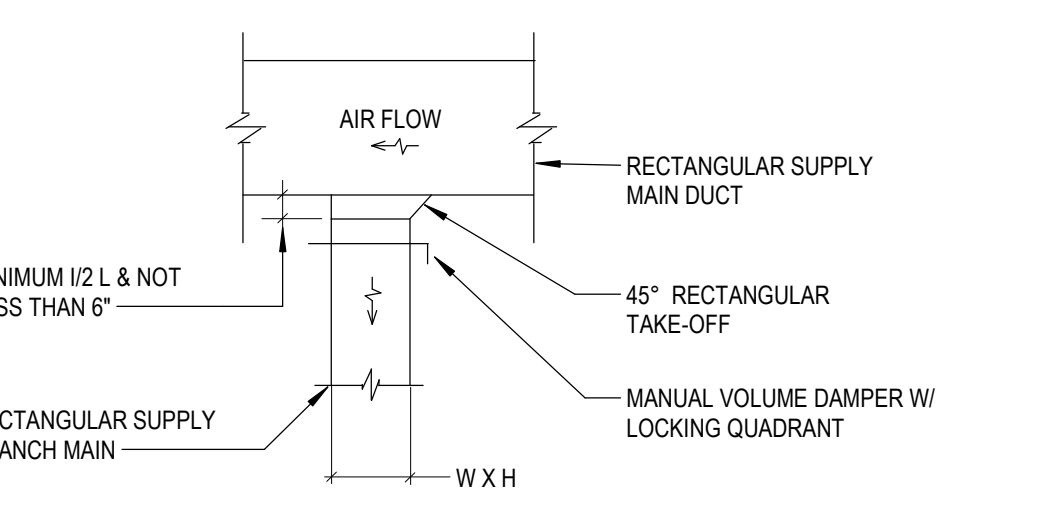 AIR FLOW
RECTANGULAR SUPPLY
MAIN DUCT
NIMUM I/2 L & NOT
SS THAN 6"
45° RECTANGULAR
TAKE-OFF
MANUAL VOLUME DAMPER W/
LOCKING QUADRANT
CTANGULAR SUPPLY
ANCH MAIN
W X H